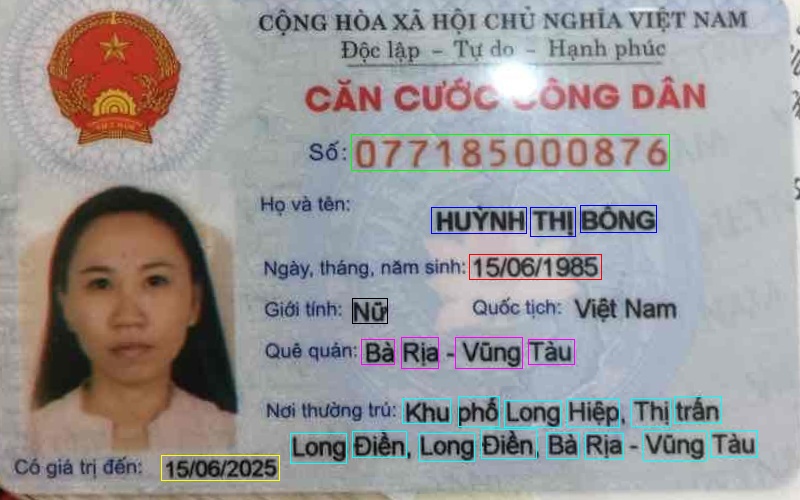 CỘNG HÒA XÃ HỘI CHỦ NGHĨA VIỆT NAM
Độc lập - Tự do - Hạnh phúc
CĂN CƯỚC CÔNG DÂN
Số: 077185000876
Họ và tên:
HUỲNH THỊ BÔNG
Ngày, tháng, năm sinh: 15/06/1985
Giới tính: Nữ Quốc tịch: Việt Nam
Quê quán: Bà Rịa - Vũng Tàu
Nơi thường trú: Khu phố Long Hiệp, Thị trấn
Long Điền, Long Điền, Bà Rịa - Vũng Tàu
Có giá trị đến: 15/06/2025